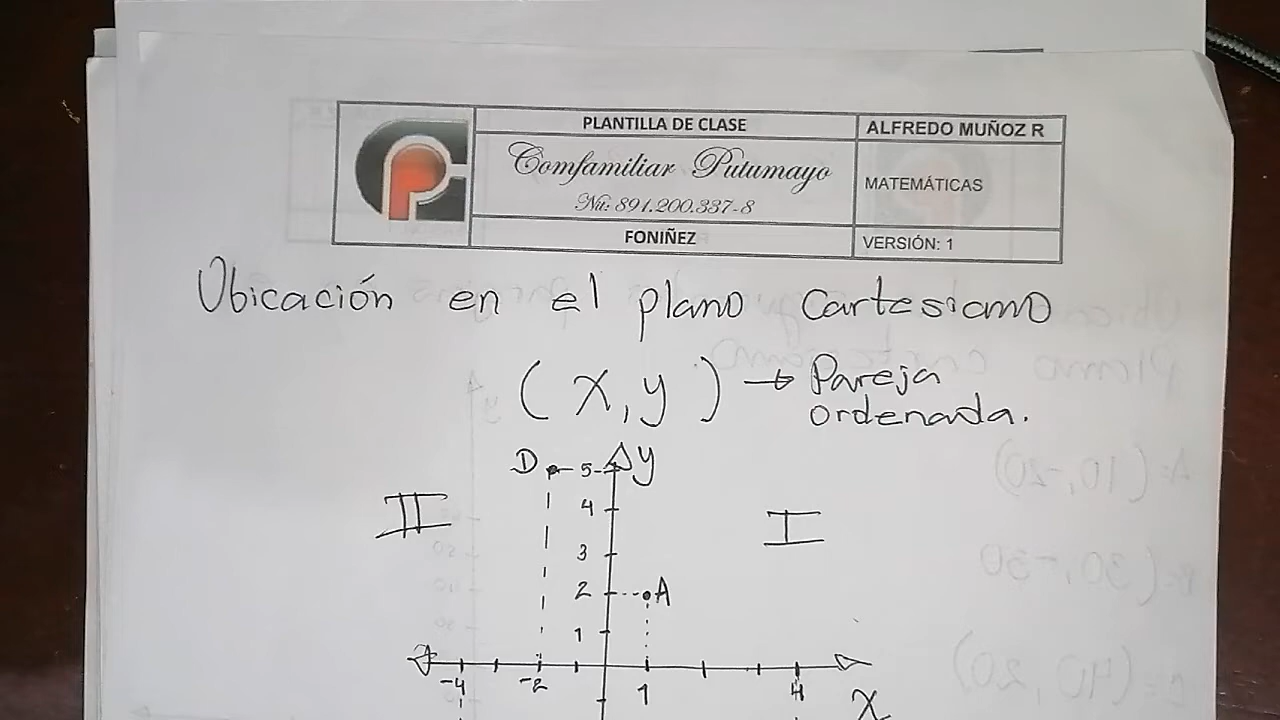 PLANTILLA DE CLASE
ALFREDO MUÑOZ R
Comfamiliar Putumayo
Nit: 891.200.337-8
MATEMÁTICAS
FONIÑEZ
VERSIÓN: 1
Ubicación en el plano cartesiano
(x, y) → Pareja
ordenada.
D 5 y
II 4 I
3
2 A
1
-4 -2 1 4 x